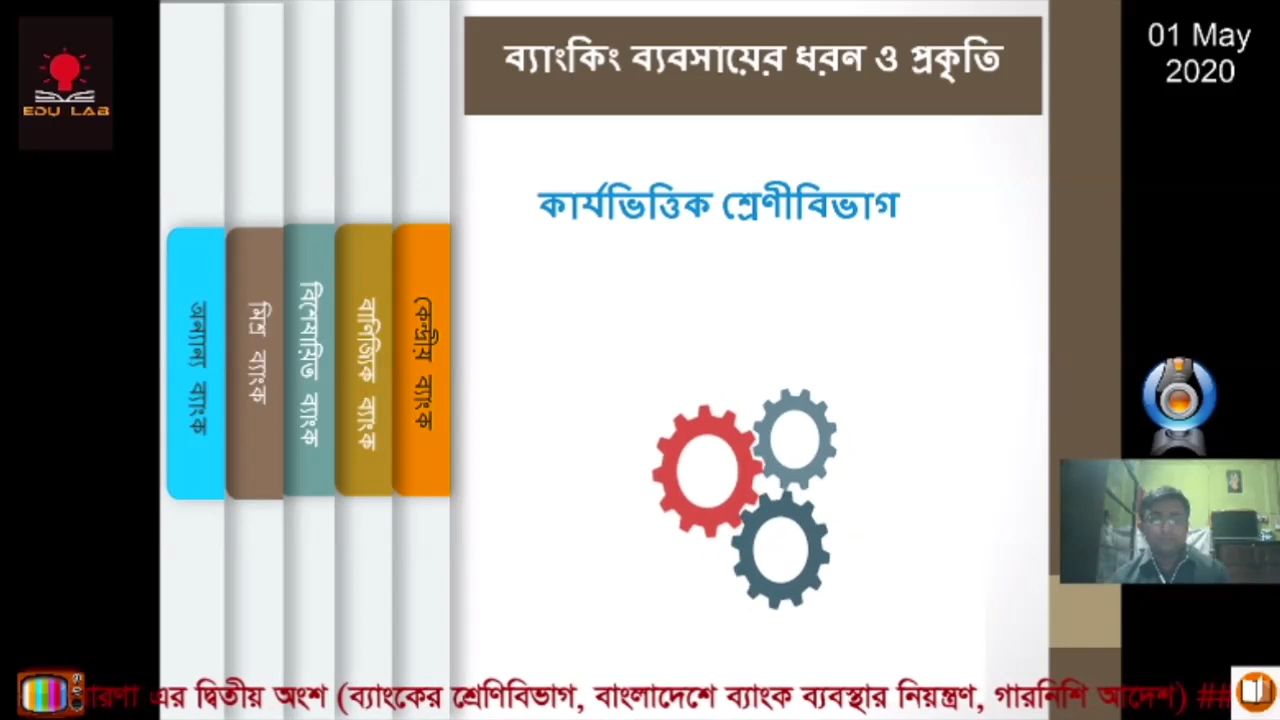 EDU LAB
ব্যাংকিং ব্যবসায়ের ধরন ও প্রকৃতি
01 May
2020
কার্যভিত্তিক শ্রেণীবিভাগ
অন্যান্য ব্যাংক
মিশ্র ব্যাংক
বিশেষায়িত ব্যাংক
বানিজ্যিক ব্যাংক
কেন্দ্রীয় ব্যাংক
এর দ্বিতীয় অংশ (ব্যাংকের শ্রেণিবিভাগ, বাংলাদেশে ব্যাংক ব্যবস্থার নিয়ন্ত্রণ, গারনিশি আদেশ) ##